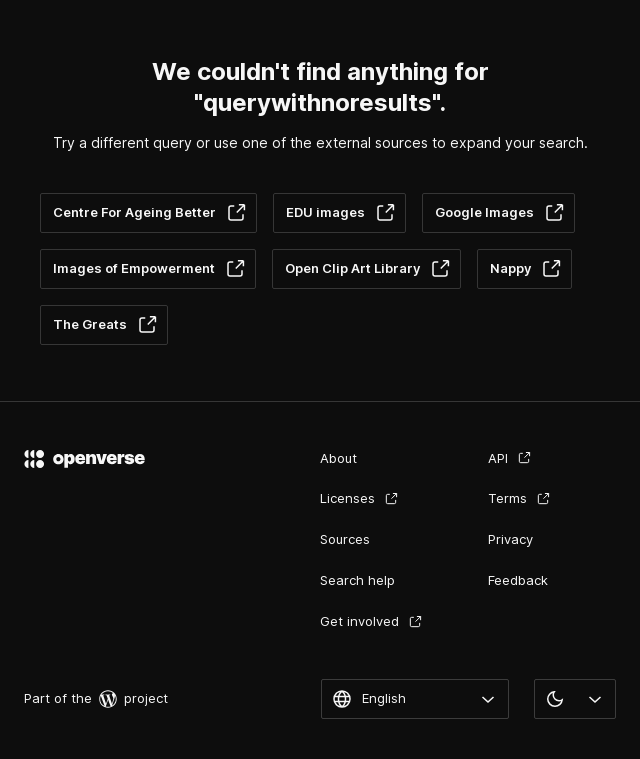 We couldn't find anything for
"querywithnoresults".
Try a different query or use one of the external sources to expand your search.
Centre For Ageing Better
EDU images
Google Images
Images of Empowerment
Open Clip Art Library
Nappy
The Greats
openverse
About
API
Licenses
Terms
Sources
Privacy
Search help
Feedback
Get involved
Part of the project
English